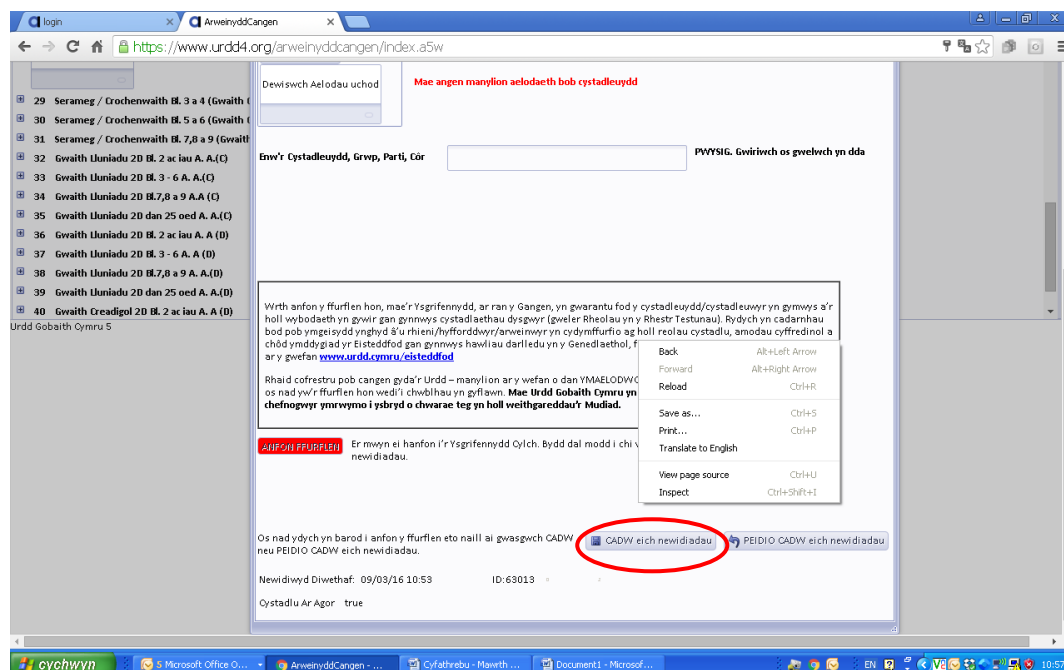 login
ArweinyddCangen
https://www.urdd4.org/arweinyddcangen/index.a5w
29 Serameg / Crochenwaith Bl. 3 a 4 (Gwaith
30 Serameg / Crochenwaith Bl. 5 a 6 (Gwaith
31 Serameg / Crochenwaith Bl. 7,8 a 9 (Gwaith
32 Gwaith Lluniadu 2D Bl. 2 ac iau A. A.(C)
33 Gwaith Lluniadu 2D Bl. 3 - 6 A. A.(C)
34 Gwaith Lluniadu 2D Bl.7,8 a 9 A.A (C)
35 Gwaith Lluniadu 2D dan 25 oed A. A.(C)
36 Gwaith Lluniadu 2D Bl. 2 ac iau A. A (D)
37 Gwaith Lluniadu 2D Bl. 3 - 6 A. A (D)
38 Gwaith Lluniadu 2D Bl.7,8 a 9 A. A.(D)
39 Gwaith Lluniadu 2D dan 25 oed A. A.(D)
40 Gwaith Creadigol 2D Bl. 2 ac iau A. A (D)
Urdd Gobaith Cymru 5
Dewiswch Aelodau uchod
Mae angen manylion aelodaeth bob cystadleuydd
Enw'r Cystadleuydd, Grwp, Parti, Côr
PWYSIG. Gwiriwch os gwelwch yn dda
Wrth anfon y ffurflen hon, mae'r Ysgrifennydd, ar ran y Gangen, yn gwarantu fod y cystadleuydd/cystadleuwyr yn gymwys a'r
holl wybodaeth yn gywir gan gynnwys cystadlaethau dysgwyr (gweler Rheolau yn y Rhestr Testunau). Rydych yn cadarnhau
bod pob ymgeisydd ynghyd â'u rhieni/hyfforddwyr/arweinwyr yn cydymffurfio ag holl reolau cystadlu, amodau cyffredinol a
chôd ymddygiad yr Eisteddfod gan gynnwys hawliau darlledu yn y Genedlaethol, f
ar y gwefan www.urdd.cymru/eisteddfod
Rhaid cofrestru pob cangen gyda'r Urdd – manylion ar y wefan o dan YMAELODWC
os nad yw'r ffurflen wedi'i chwblhau yn gyflawn. Mae Urdd Gobaith Cymru yn
chefnogwyr ymrwymo i ysbryd o chwarae teg yn holl weithgareddau'r Mudiad.
Back Alt+Left Arrow
Forward Alt+Right Arrow
Reload Ctrl+R
Save as... Ctrl+S
Print... Ctrl+P
Translate to English
View page source Ctrl+U
Inspect Ctrl+Shift+I
ANFON FFURFLEN
Er mwyn ei hanfon i'r Ysgrifennydd Cylch. Bydd dal modd i chi
newidiadau.
Os nad ydych yn barod i anfon y ffurflen eto naill ai gwasgwch CADW
neu PEIDIO CADW eich newidiadau.
CADW eich newidiadau
PEIDIO CADW eich newidiadau
Newidiwyd Diwethaf: 09/03/16 10:53 ID:63013
Cystadlu Ar Agor true
cychwyn
5 Microsoft Office O...
ArweinyddCangen - ...
Cyfathrebu - Mawrth ...
Document1 - Microsof...
EN
10:57